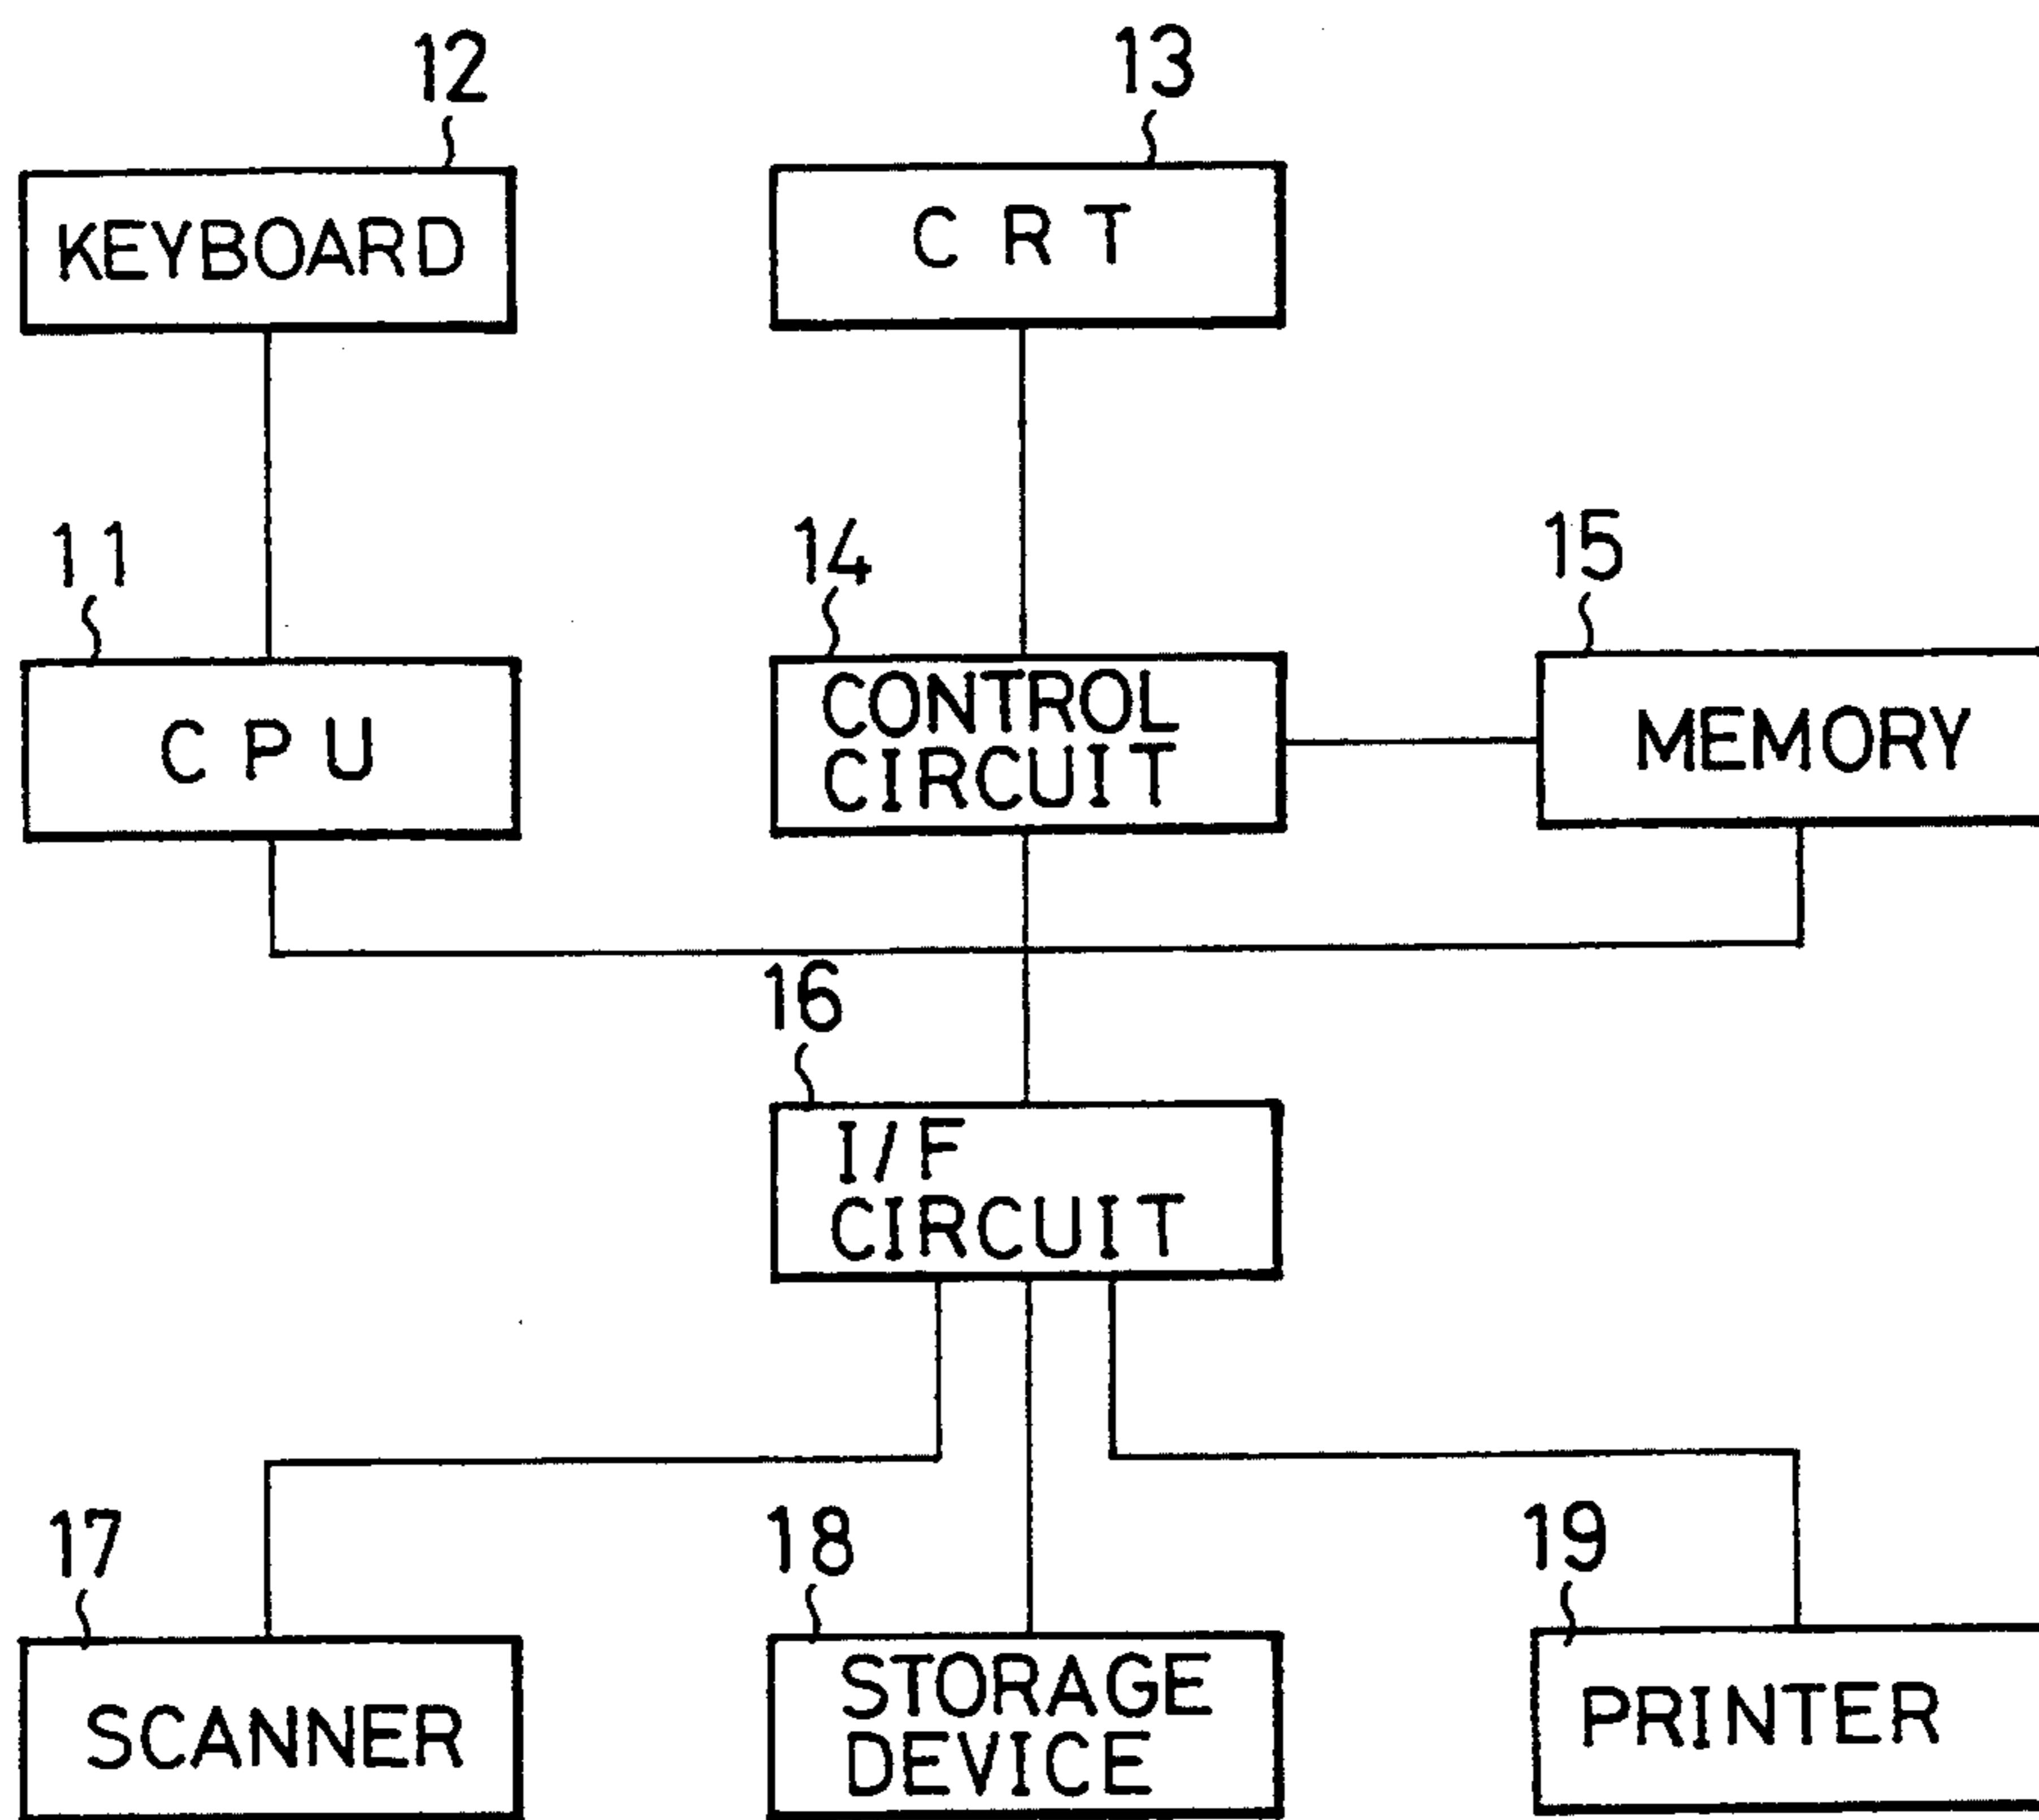 12
13
KEYBOARD
C R T
11
14
15
C P U
CONTROL
CIRCUIT
MEMORY
16
I/F
CIRCUIT
17
18
19
SCANNER
STORAGE
DEVICE
PRINTER